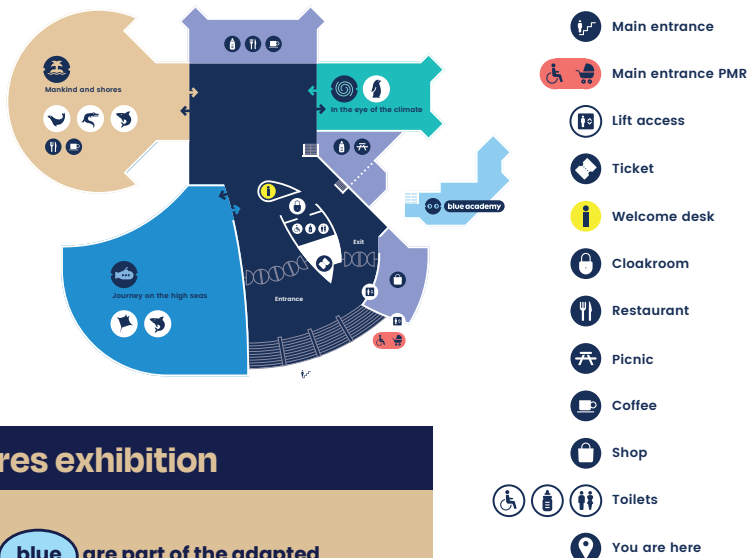 Mankind and shores
In the eye of the climate
blue academy
Exit
Journey on the high seas
Entrance
Main entrance
Main entrance PMR
Lift access
Ticket
Welcome desk
Cloakroom
Restaurant
Picnic
Coffee
Shop
Toilets
You are here
res exhibition
blue are part of the adapted